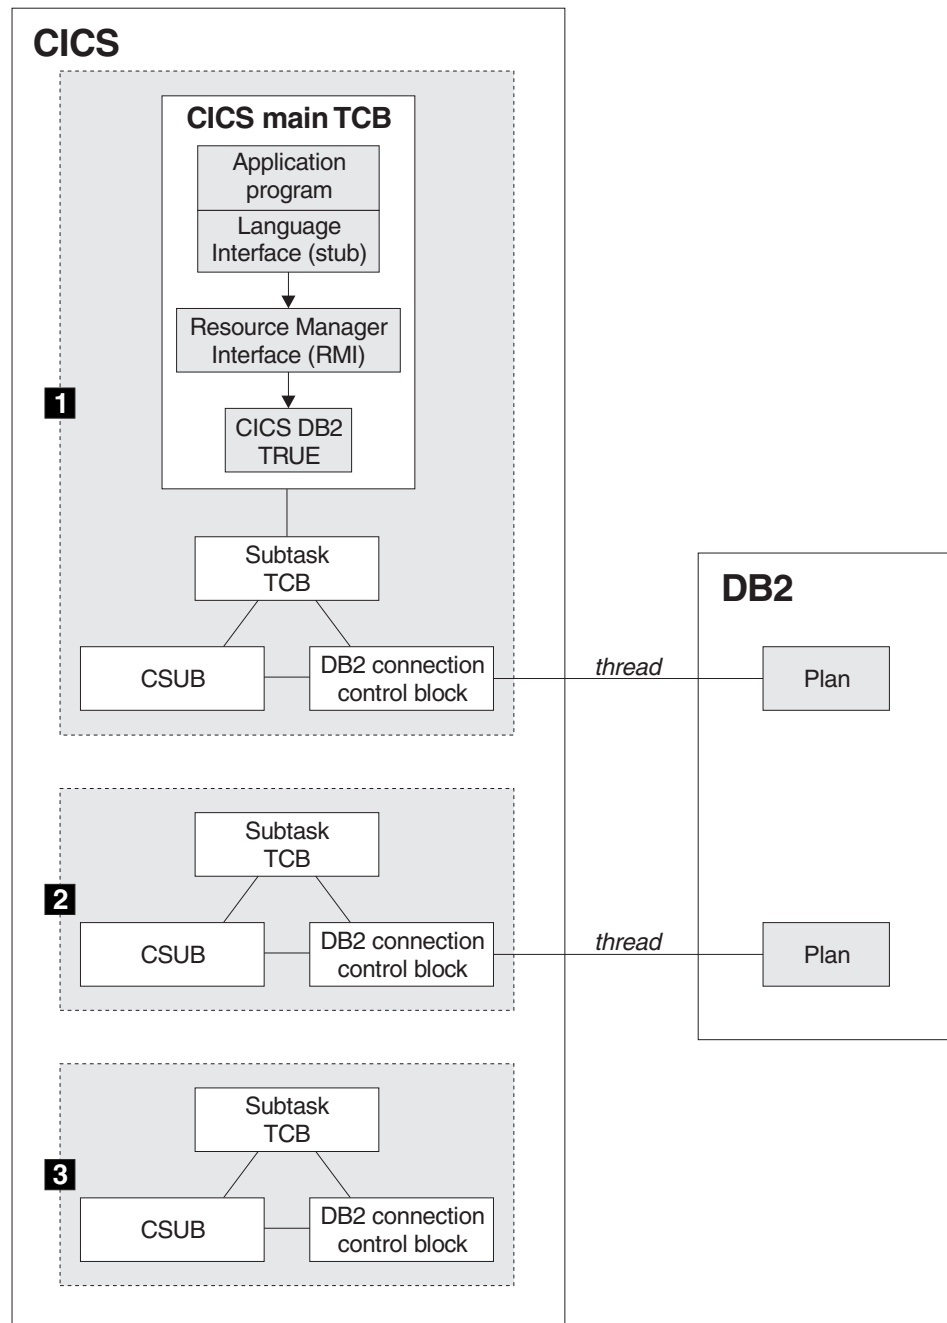 CICS
CICS main TCB
Application
program
Language
Interface (stub)
Resource Manager
Interface (RMI)
1
CICS DB2
TRUE
Subtask
TCB
DB2
CSUB
DB2 connection
control block
thread
Plan
Subtask
TCB
2
CSUB
DB2 connection
control block
thread
Plan
Subtask
TCB
3
CSUB
DB2 connection
control block